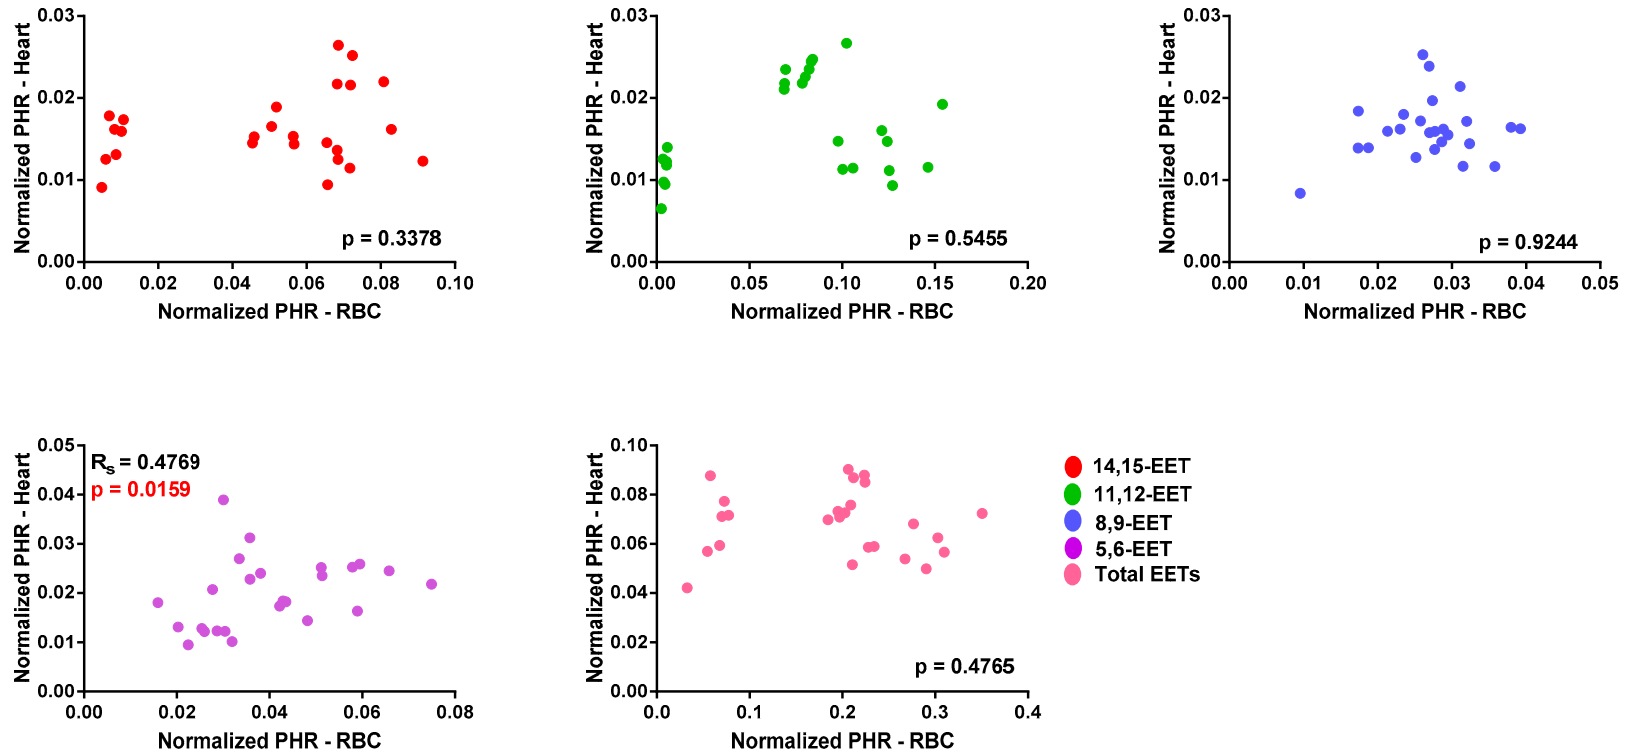 Normalized PHR - Heart
0.03
0.02
0.01
0.00
p = 0.3378
0.00 0.02 0.04 0.06 0.08 0.10
Normalized PHR - RBC
Normalized PHR - Heart
0.03
0.02
0.01
0.00
p = 0.5455
0.00 0.05 0.10 0.15 0.20
Normalized PHR - RBC
Normalized PHR - Heart
0.03
0.02
0.01
0.00
p = 0.9244
0.00 0.01 0.02 0.03 0.04 0.05
Normalized PHR - RBC
Normalized PHR - Heart
0.05
0.04
0.03
0.02
0.01
0.00
Rs = 0.4769
p = 0.0159
0.00 0.02 0.04 0.06 0.08
Normalized PHR - RBC
Normalized PHR - Heart
0.10
0.08
0.06
0.04
0.02
0.00
p = 0.4765
0.0 0.1 0.2 0.3 0.4
Normalized PHR - RBC
14,15-EET
11,12-EET
8,9-EET
5,6-EET
Total EETs